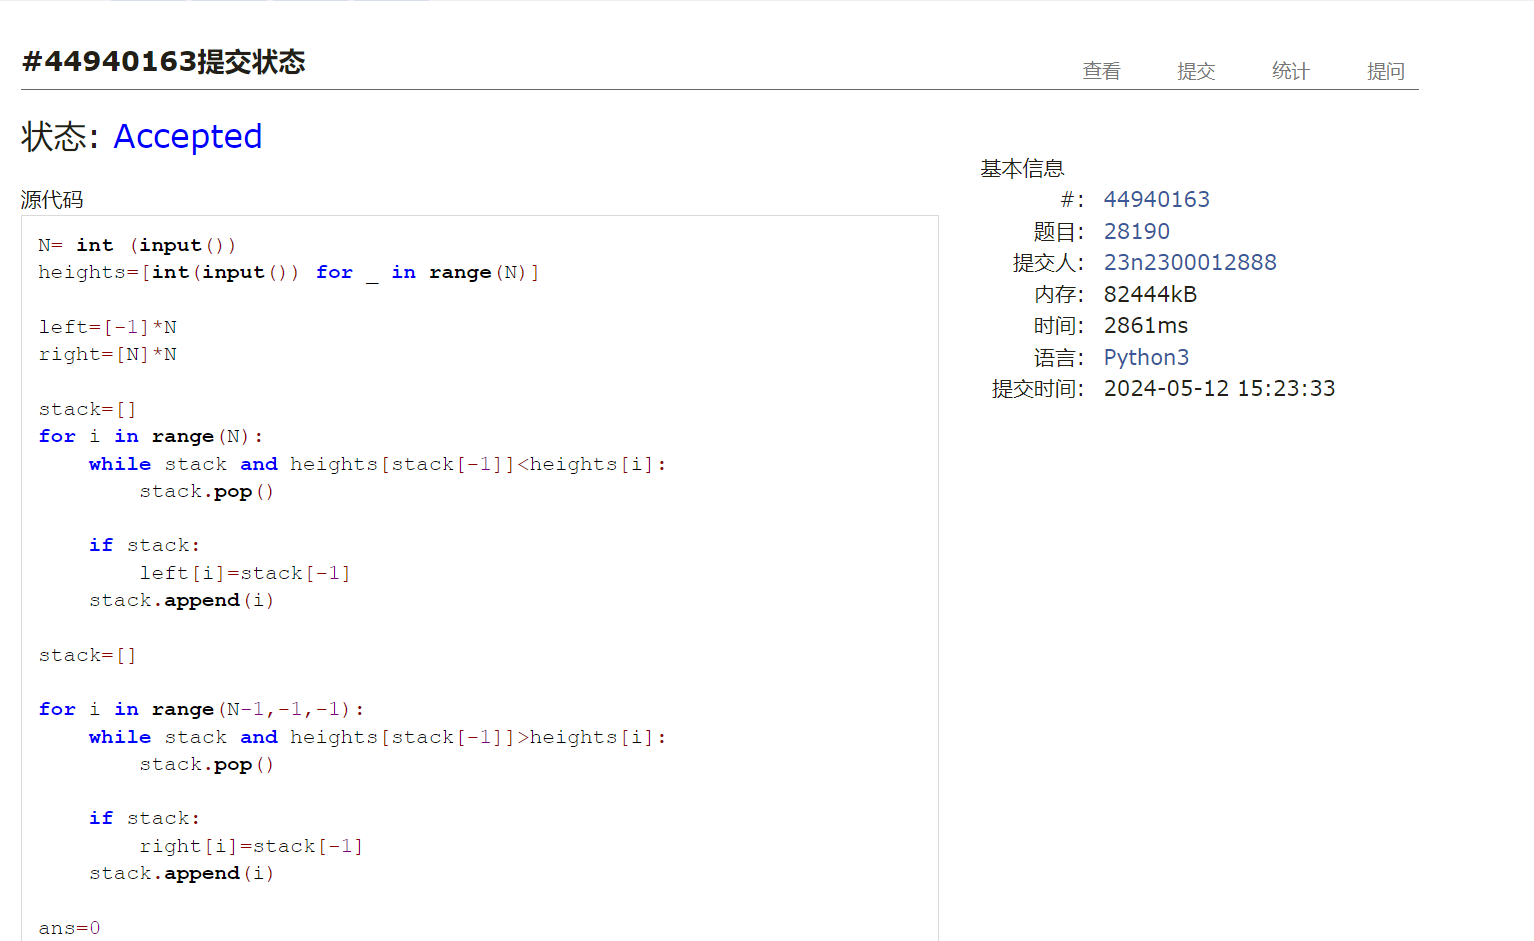 #44940163提交状态
查看 提交 统计 提问
状态: Accepted
源代码
N= int (input())
heights=[int(input()) for _ in range(N)]
left=[-1]*N
right=[N]*N
stack=[]
for i in range(N):
    while stack and heights[stack[-1]]<heights[i]:
        stack.pop()
    if stack:
        left[i]=stack[-1]
    stack.append(i)
stack=[]
for i in range(N-1,-1,-1):
    while stack and heights[stack[-1]]>heights[i]:
        stack.pop()
    if stack:
        right[i]=stack[-1]
    stack.append(i)
ans=0
基本信息
#: 44940163
题目: 28190
提交人: 23n2300012888
内存: 82444kB
时间: 2861ms
语言: Python3
提交时间: 2024-05-12 15:23:33